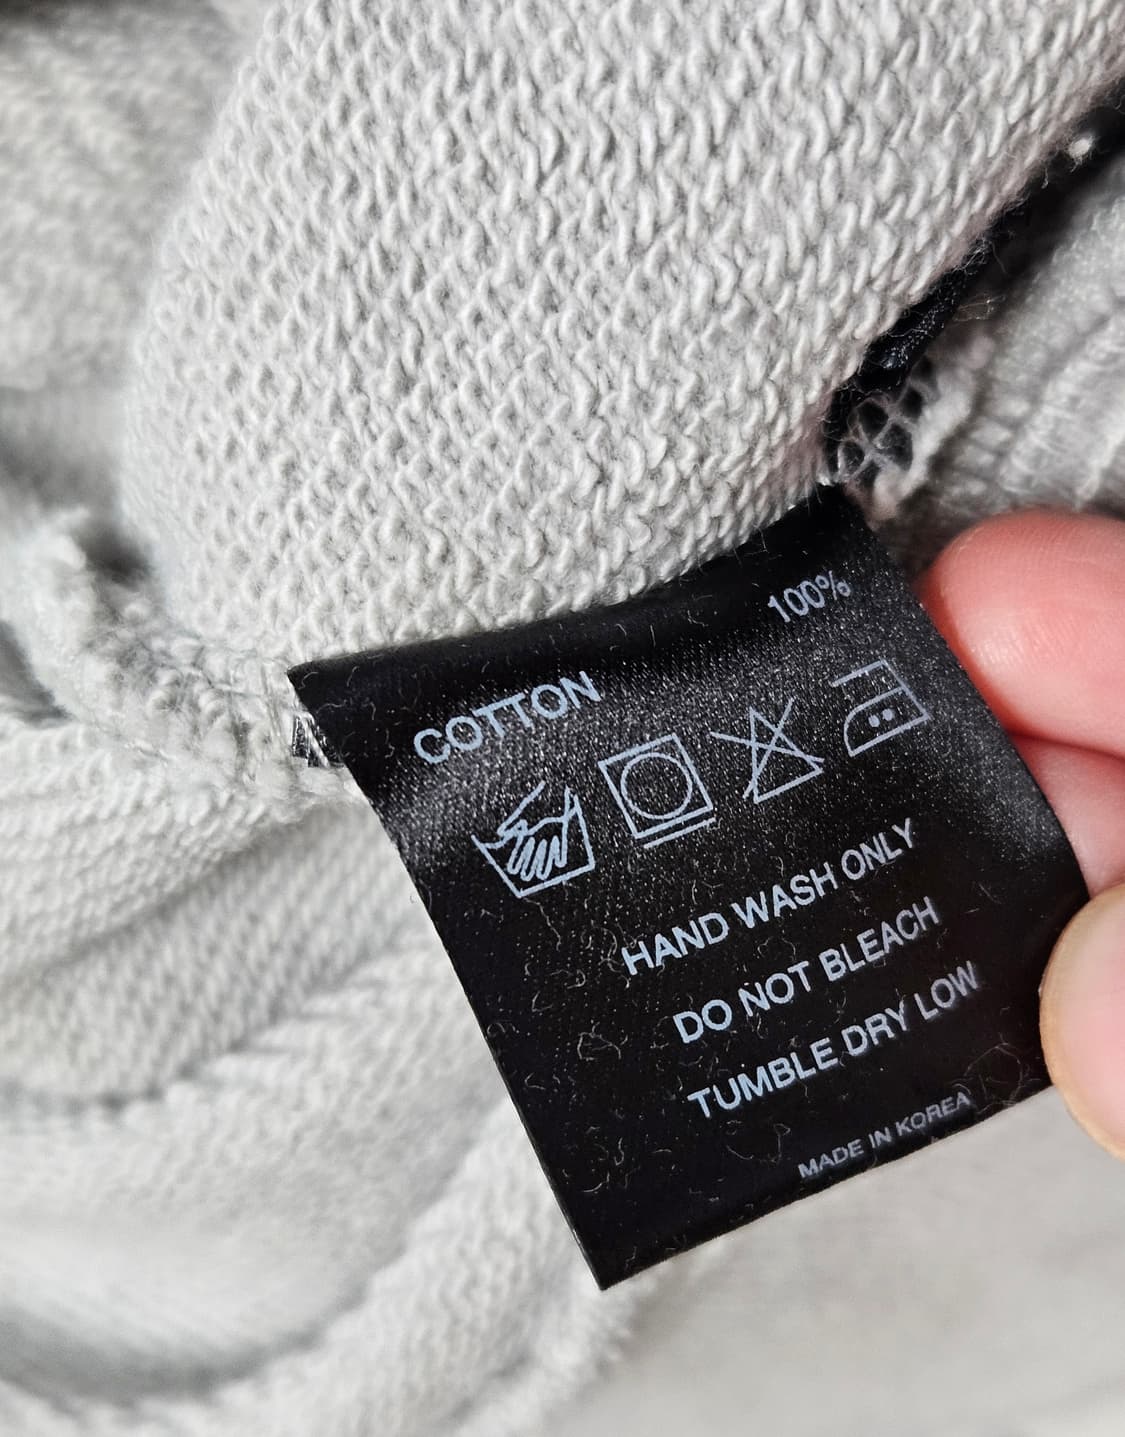 COTTON 100%
HAND WASH ONLY
DO NOT BLEACH
TUMBLE DRY LOW
MADE IN KOREA